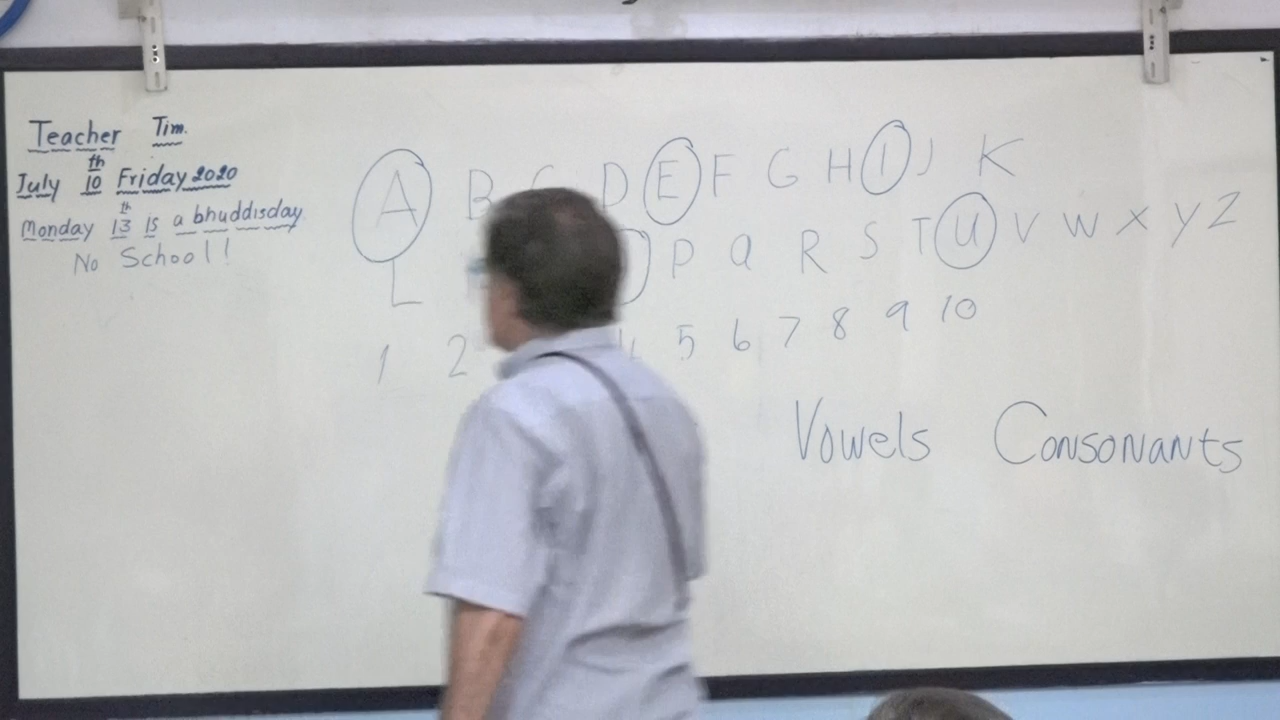 Teacher Tim.
July 10th Friday 2020
Monday 13th is a bhuddisday
No School!
A B C D E F G H I J K
L P Q R S T U V W X Y Z
1 2 4 5 6 7 8 9 10
Vowels Consonants